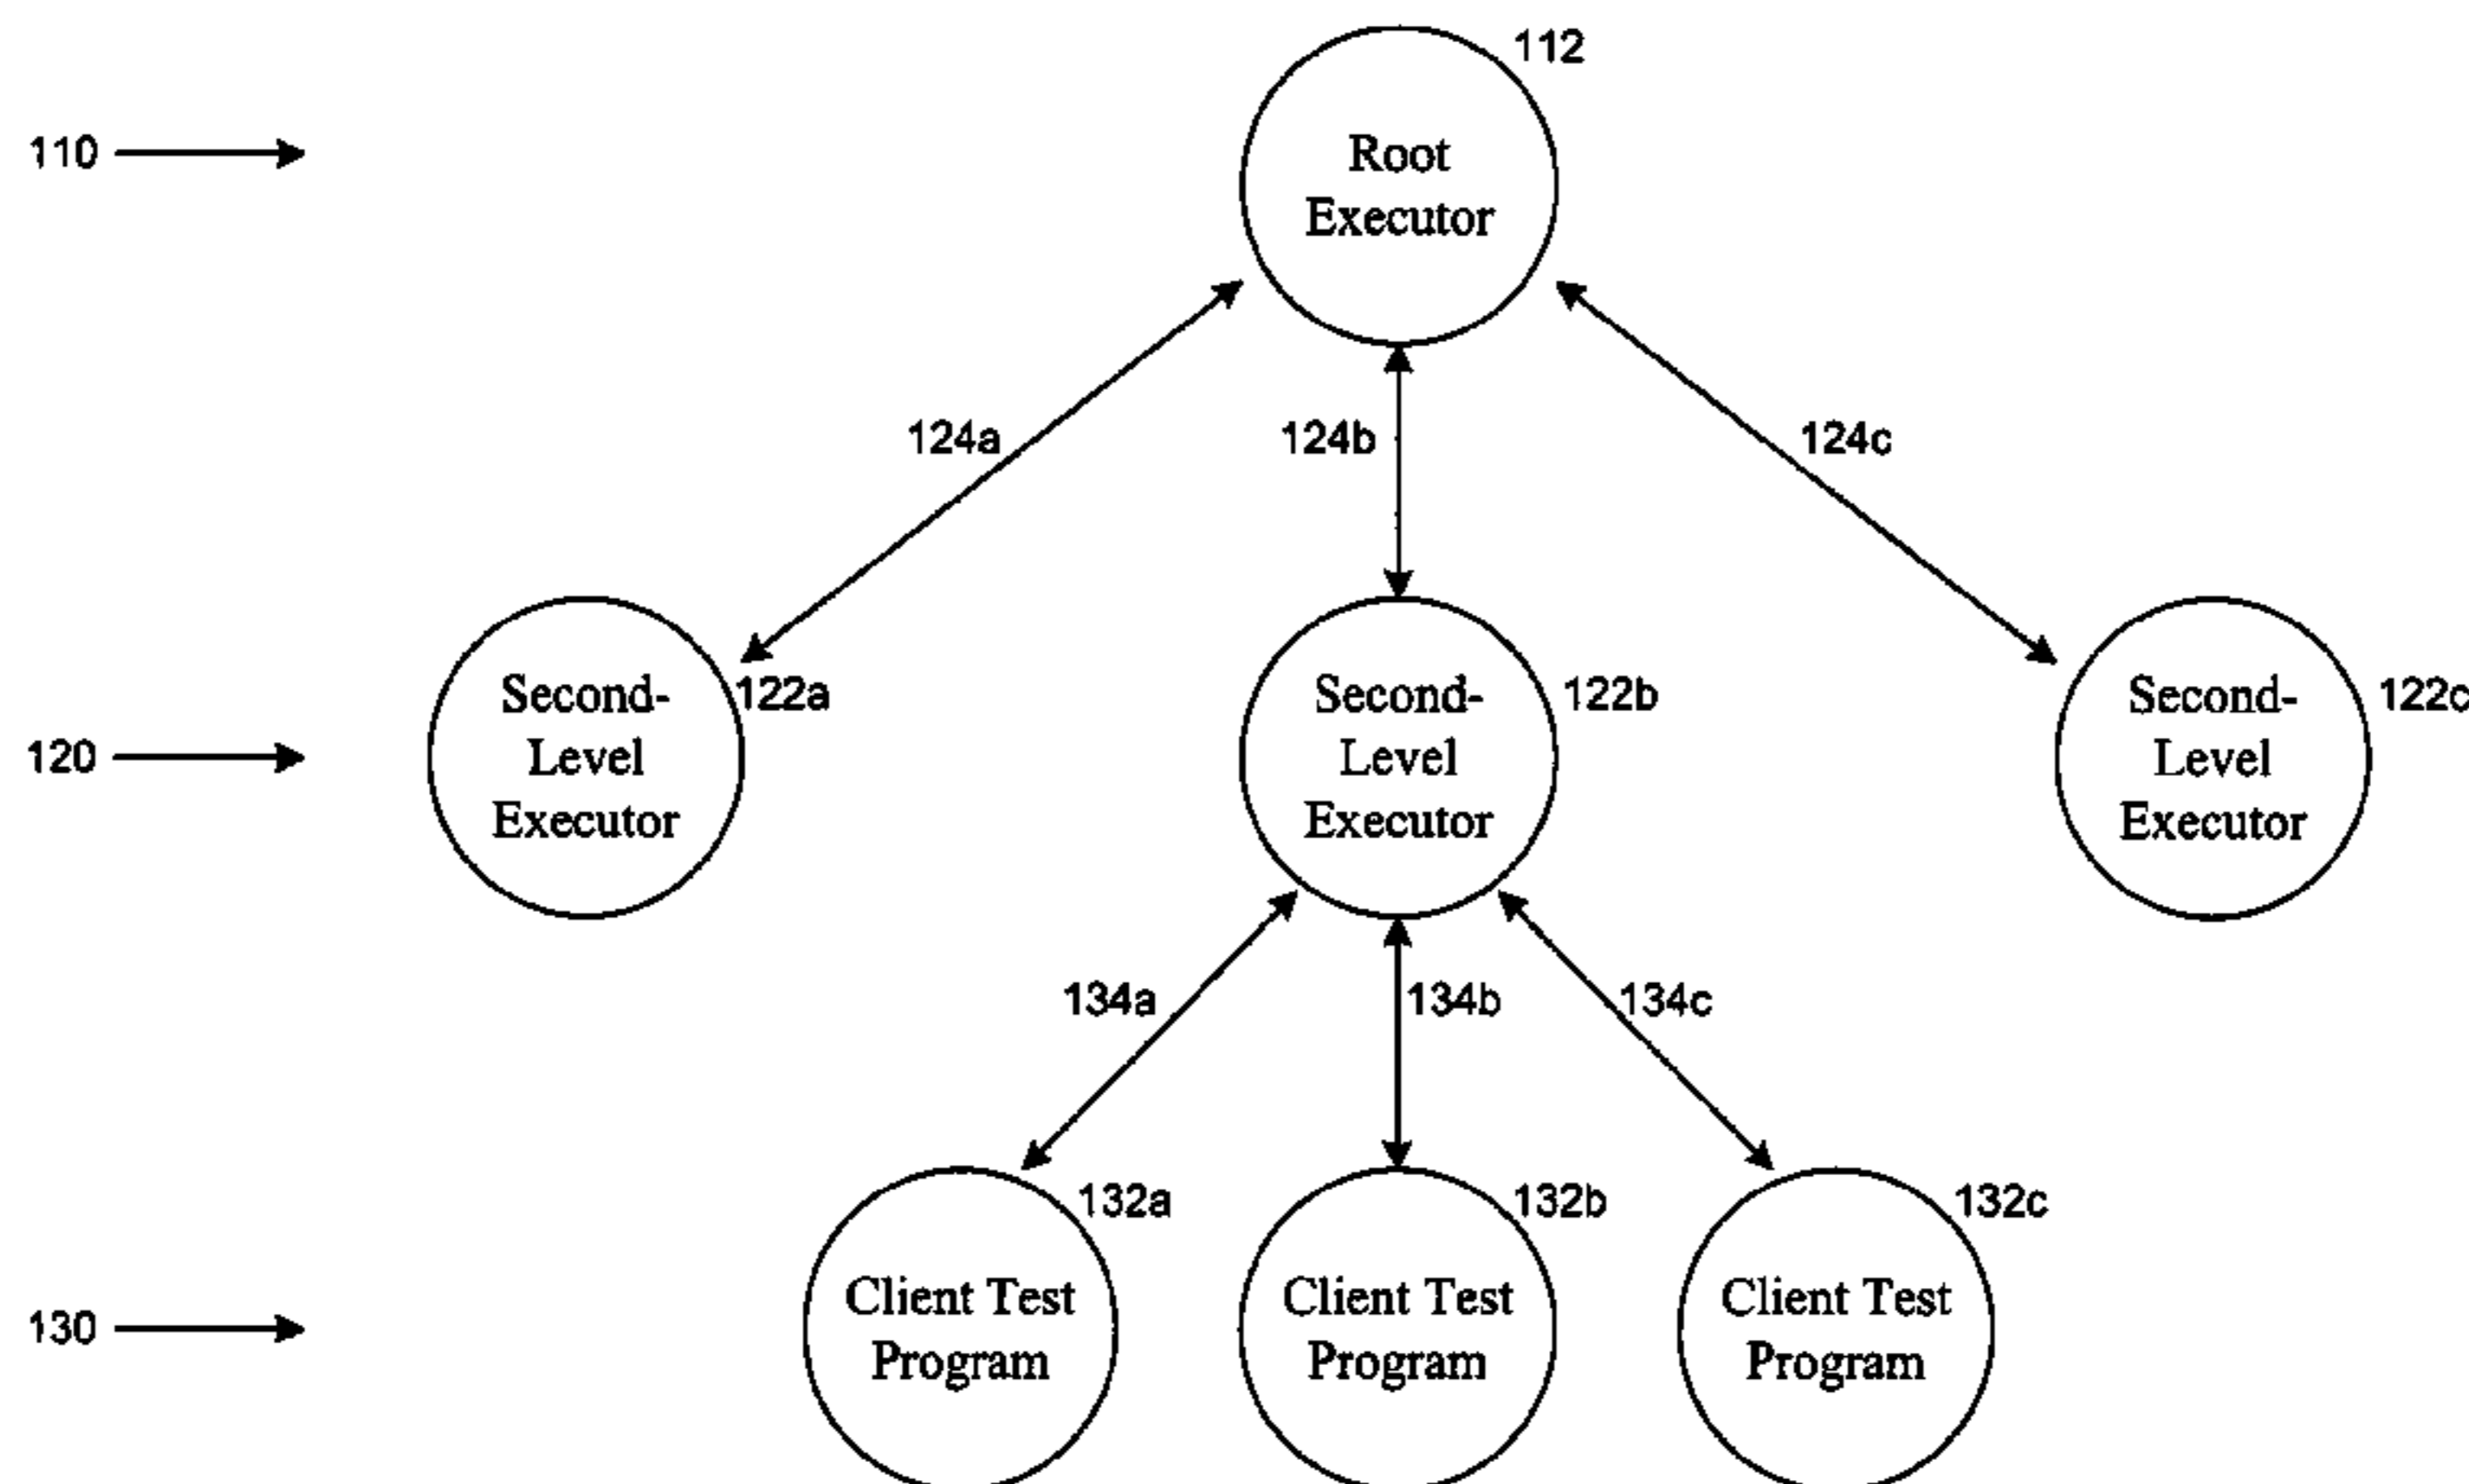 112
110
Root
Executor
124a
124b
124c
122a
122b
122c
120
Second-
Level
Executor
Second-
Level
Executor
Second-
Level
Executor
134a
134b
134c
132a
132b
132c
130
Client Test
Program
Client Test
Program
Client Test
Program